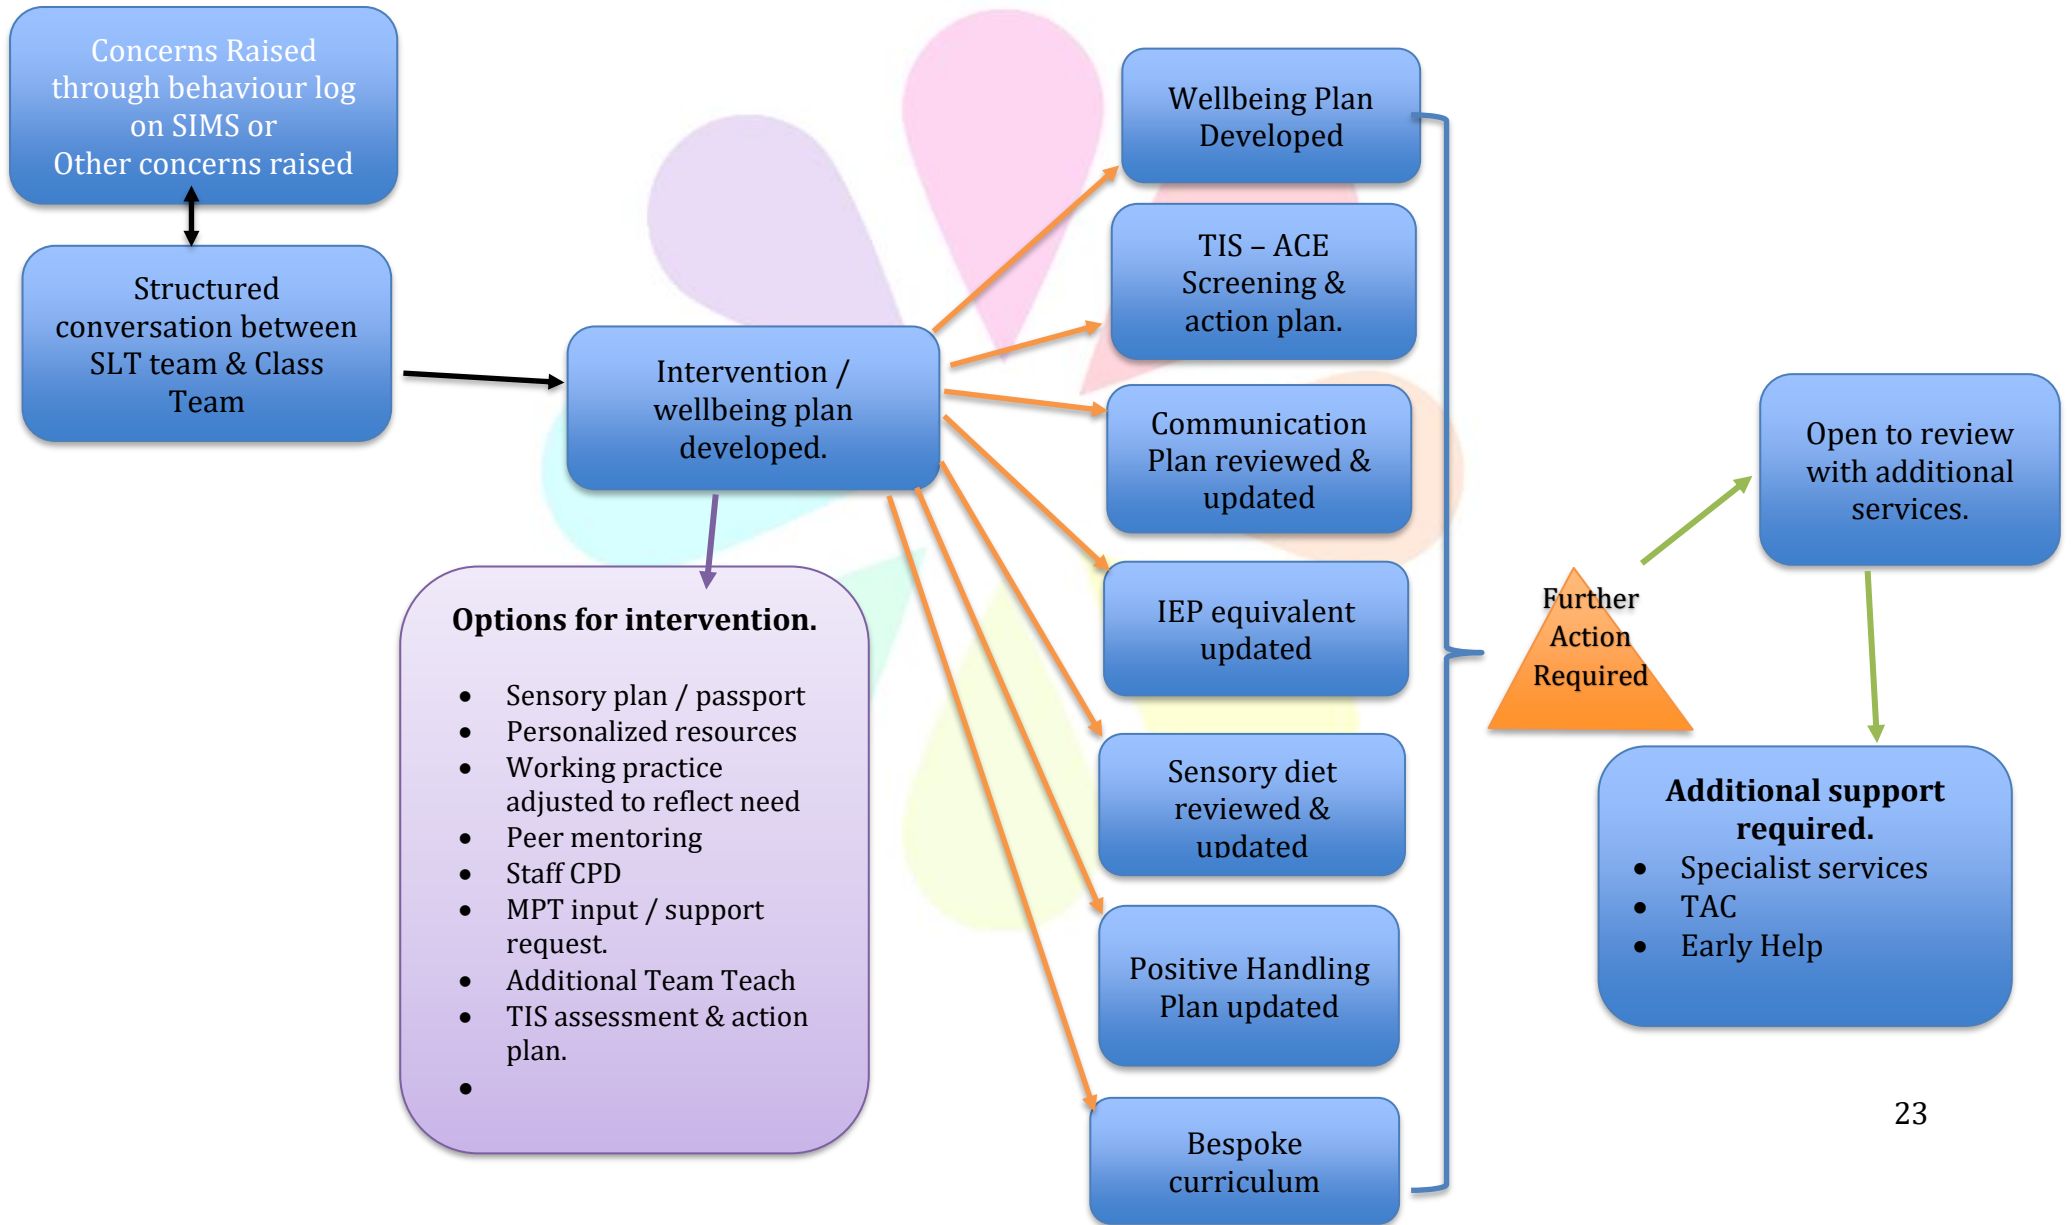 Concerns Raised
through behaviour log
on SIMS or
Other concerns raised
Structured
conversation between
SLT team & Class
Team
Intervention /
wellbeing plan
developed.
Options for intervention.
• Sensory plan / passport
• Personalized resources
• Working practice
adjusted to reflect need
• Peer mentoring
• Staff CPD
• MPT input / support
request.
• Additional Team Teach
• TIS assessment & action
plan.
•
Wellbeing Plan
Developed
TIS – ACE
Screening &
action plan.
Communication
Plan reviewed &
updated
IEP equivalent
updated
Sensory diet
reviewed &
updated
Positive Handling
Plan updated
Bespoke
curriculum
Further
Action
Required
Open to review
with additional
services.
Additional support
required.
• Specialist services
• TAC
• Early Help
23